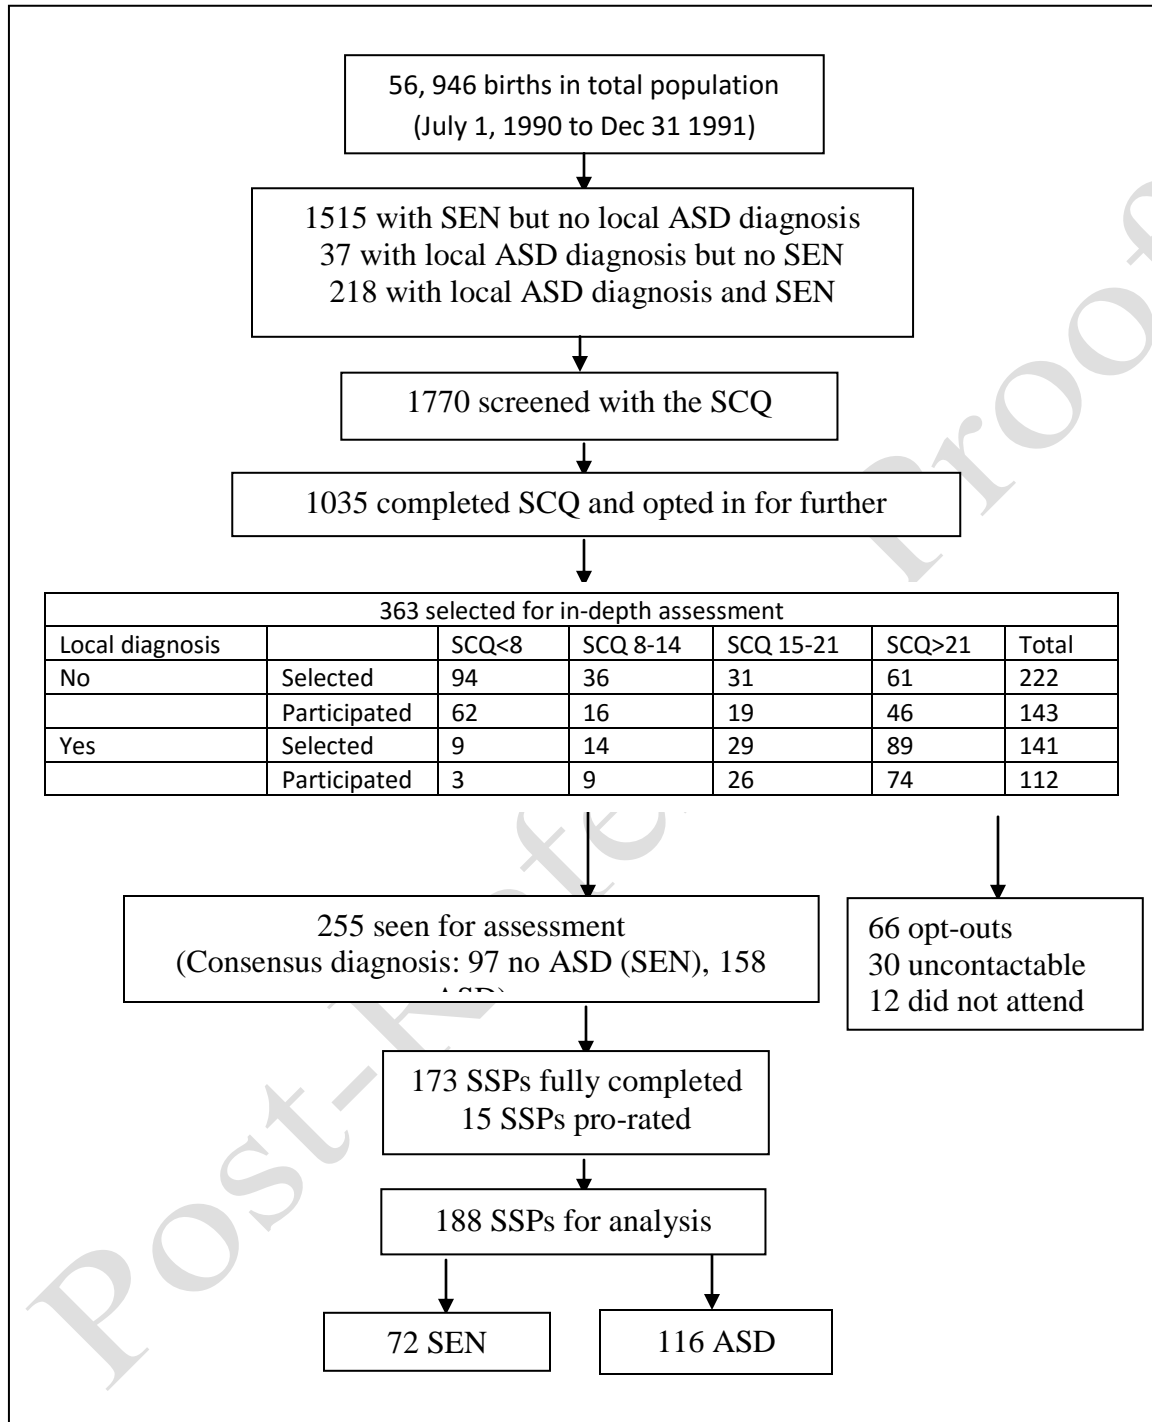 56, 946 births in total population
(July 1, 1990 to Dec 31 1991)
1515 with SEN but no local ASD diagnosis
37 with local ASD diagnosis but no SEN
218 with local ASD diagnosis and SEN
1770 screened with the SCQ
1035 completed SCQ and opted in for further
363 selected for in-depth assessment
Local diagnosis SCQ<8 SCQ 8-14 SCQ 15-21 SCQ>21 Total
No Selected 94 36 31 61 222
Participated 62 16 19 46 143
Yes Selected 9 14 29 89 141
Participated 3 9 26 74 112
255 seen for assessment
(Consensus diagnosis: 97 no ASD (SEN), 158
ASD)
66 opt-outs
30 uncontactable
12 did not attend
173 SSPs fully completed
15 SSPs pro-rated
188 SSPs for analysis
72 SEN
116 ASD